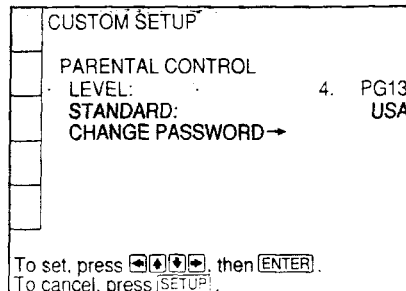 CUSTOM SETUP
PARENTAL CONTROL
LEVEL: 4. PG13
STANDARD: USA
CHANGE PASSWORD→
To set, press ←↑↓→, then ENTER.
To cancel, press SETUP.